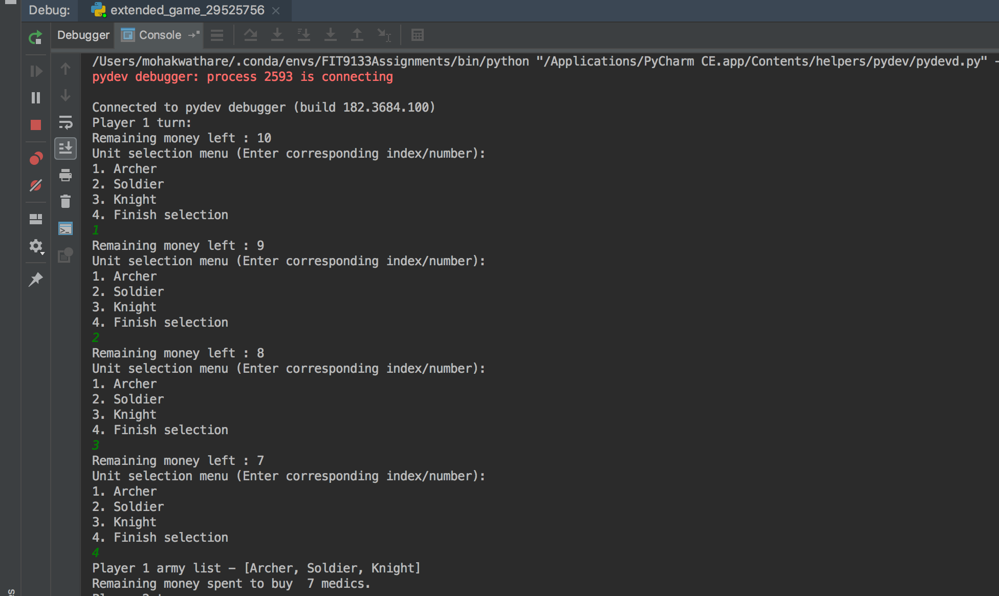 Debug: extended_game_29525756
Debugger Console
/Users/mohakwathare/.conda/envs/FIT9133Assignments/bin/python "/Applications/PyCharm CE.app/Contents/helpers/pydev/pydevd.py" -
pydev debugger: process 2593 is connecting
Connected to pydev debugger (build 182.3684.100)
Player 1 turn:
Remaining money left : 10
Unit selection menu (Enter corresponding index/number):
1. Archer
2. Soldier
3. Knight
4. Finish selection
1
Remaining money left : 9
Unit selection menu (Enter corresponding index/number):
1. Archer
2. Soldier
3. Knight
4. Finish selection
2
Remaining money left : 8
Unit selection menu (Enter corresponding index/number):
1. Archer
2. Soldier
3. Knight
4. Finish selection
3
Remaining money left : 7
Unit selection menu (Enter corresponding index/number):
1. Archer
2. Soldier
3. Knight
4. Finish selection
4
Player 1 army list – [Archer, Soldier, Knight]
Remaining money spent to buy  7 medics.